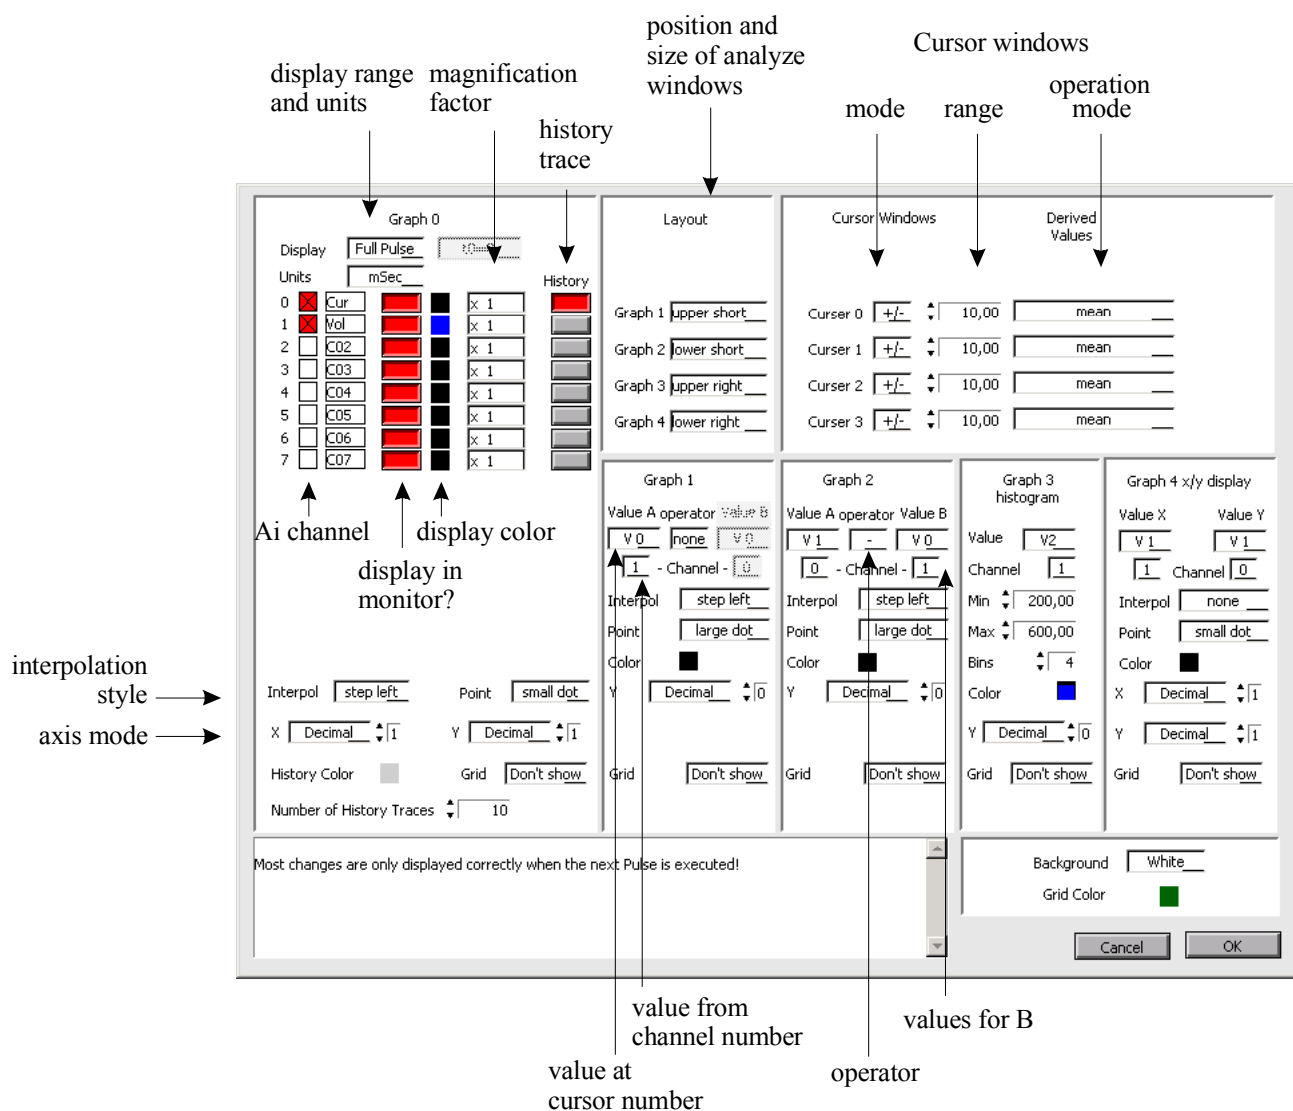 position and
size of analyze
windows
Cursor windows
display range
and units
magnification
factor
history
trace
mode
range
operation
mode
Graph 0
Display Full Pulse
Units mSec
History
0 Cur x 1
1 Vol x 1
2 C02 x 1
3 C03 x 1
4 C04 x 1
5 C05 x 1
6 C06 x 1
7 C07 x 1
Ai channel
display color
display in
monitor?
interpolation
style
axis mode
Interpol step left Point small dot
X Decimal 1 Y Decimal 1
History Color Grid Don't show
Number of History Traces 10
Layout
Graph 1 upper short
Graph 2 lower short
Graph 3 upper right
Graph 4 lower right
Cursor Windows
Derived
Values
Curser 0 +/- 10,00 mean
Curser 1 +/- 10,00 mean
Curser 2 +/- 10,00 mean
Curser 3 +/- 10,00 mean
Graph 1
Value A operator Value B
V 0 none V 0
1 - Channel - 0
Interpol step left
Point large dot
Color
Y Decimal 0
Grid Don't show
Graph 2
Value A operator Value B
V 1 - V 0
0 - Channel - 1
Interpol step left
Point large dot
Color
Y Decimal 0
Grid Don't show
Graph 3
histogram
Value V2
Channel 1
Min 200,00
Max 600,00
Bins 4
Color
Y Decimal 0
Grid Don't show
Graph 4 x/y display
Value X Value Y
V 1 V 1
1 Channel 0
Interpol none
Point small dot
Color
X Decimal 1
Y Decimal 1
Grid Don't show
Most changes are only displayed correctly when the next Pulse is executed!
Background White
Grid Color
Cancel OK
value from
channel number
values for B
value at
cursor number
operator